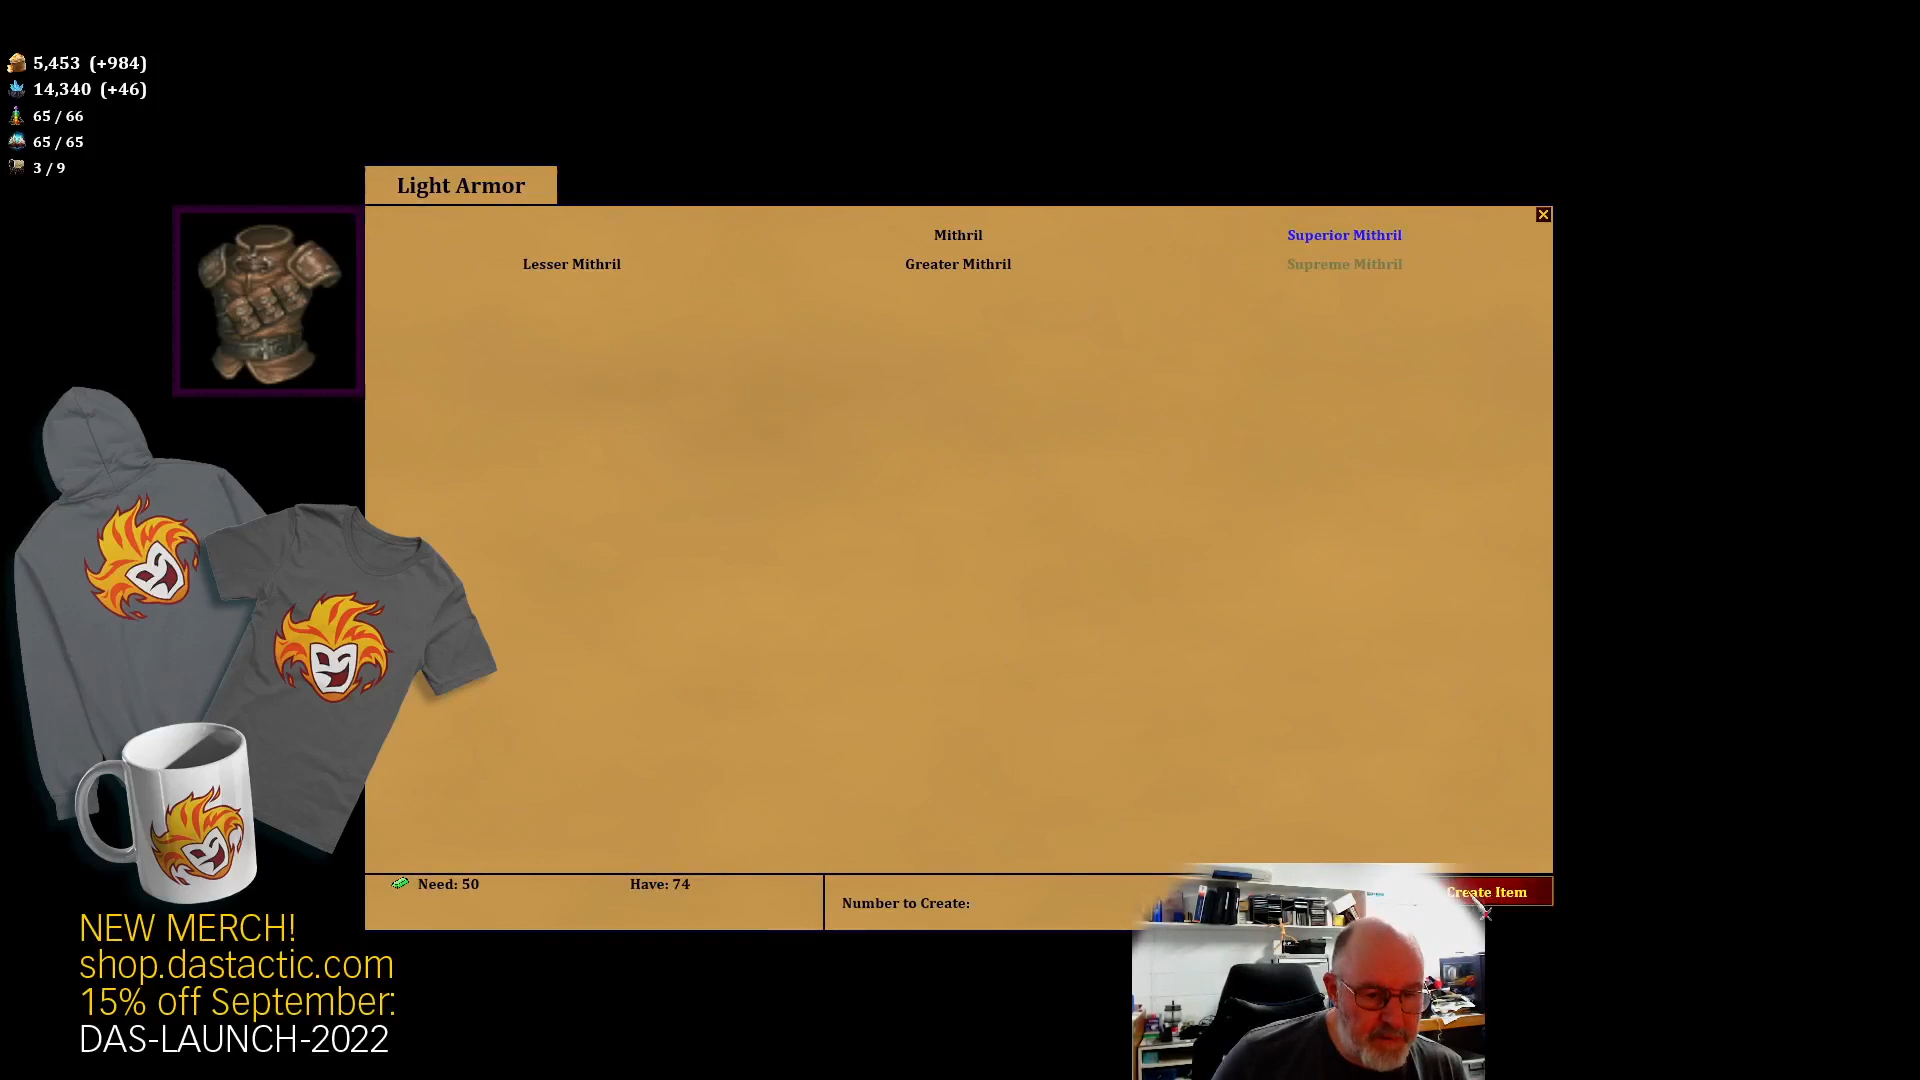 5,453 (+984)
14,340 (+46)
65 / 66
65 / 65
3 / 9
Light Armor
Mithril
Superior Mithril
Lesser Mithril
Greater Mithril
Supreme Mithril
Need: 50
Have: 74
Number to Create:
Create Item
NEW MERCH!
shop.dastactic.com
15% off September:
DAS-LAUNCH-2022